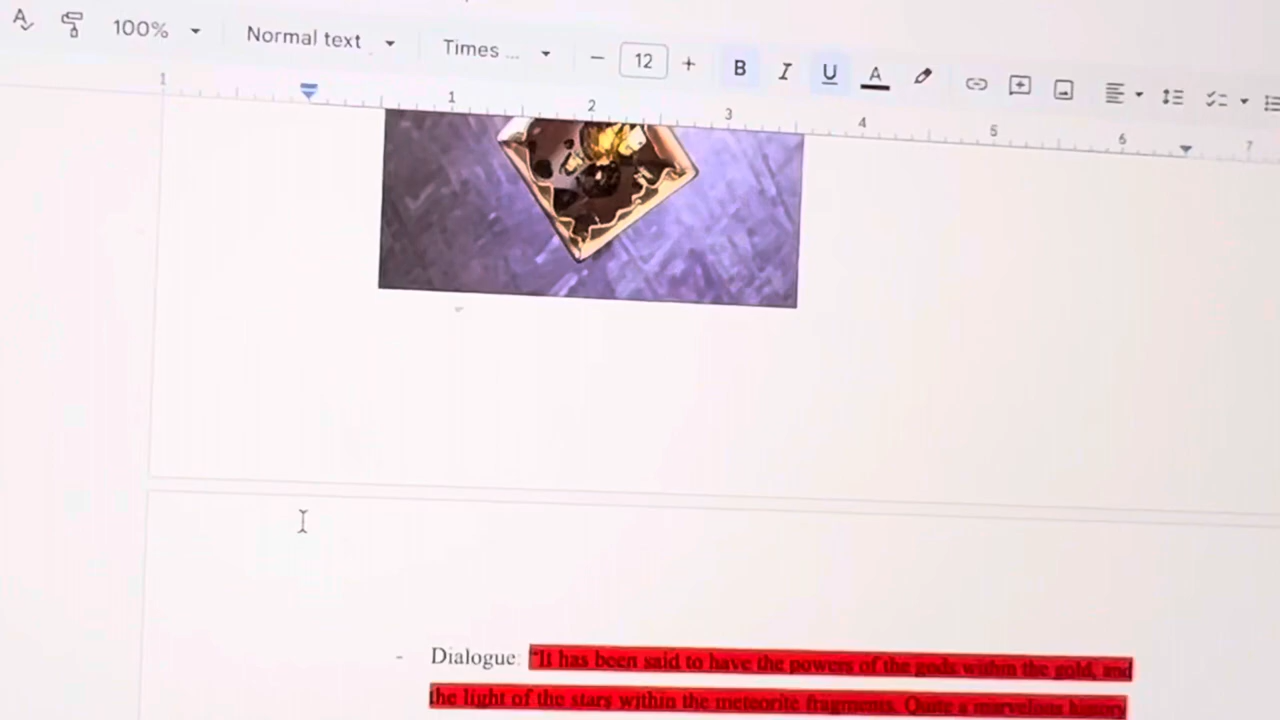 100% Normal text Times ... − 12 + B I U A
1 1 2 3 4 5 6 7
- Dialogue: "It has been said to have the powers of the gods within the gold, and
the light of the stars within the meteorite fragments. Quite a marvelous history